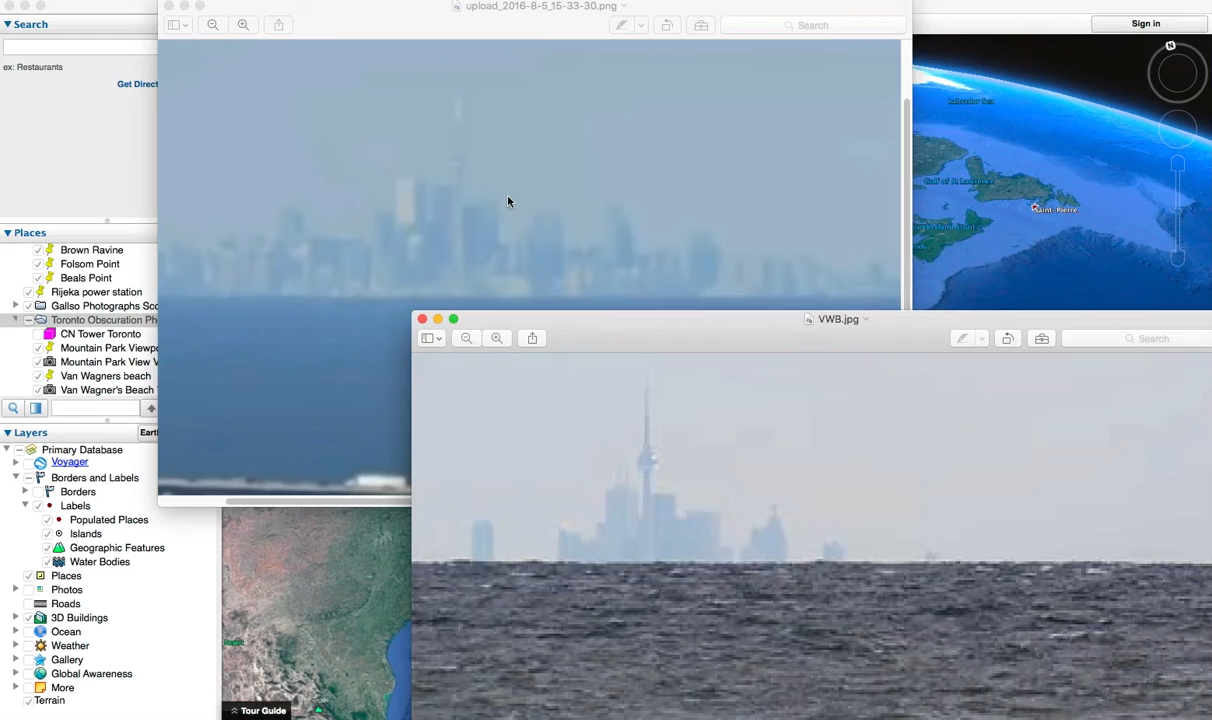 Search
ex: Restaurants
Get Direct
Places
Brown Ravine
Folsom Point
Beals Point
Rijeka power station
Gallso Photographs Sco
Toronto Obscuration Ph
CN Tower Toronto
Mountain Park Viewp
Mountain Park View V
Van Wagners beach
Van Wagner's Beach
Layers
Eart
Primary Database
Voyager
Borders and Labels
Borders
Labels
Populated Places
Islands
Geographic Features
Water Bodies
Places
Photos
Roads
3D Buildings
Ocean
Weather
Gallery
Global Awareness
More
Terrain
upload_2016-8-5_15-33-30.png
Search
Sign in
N
Labrador Sea
Gulf of St Lawrence
Saint-Pierre
VWB.jpg
Search
Tour Guide